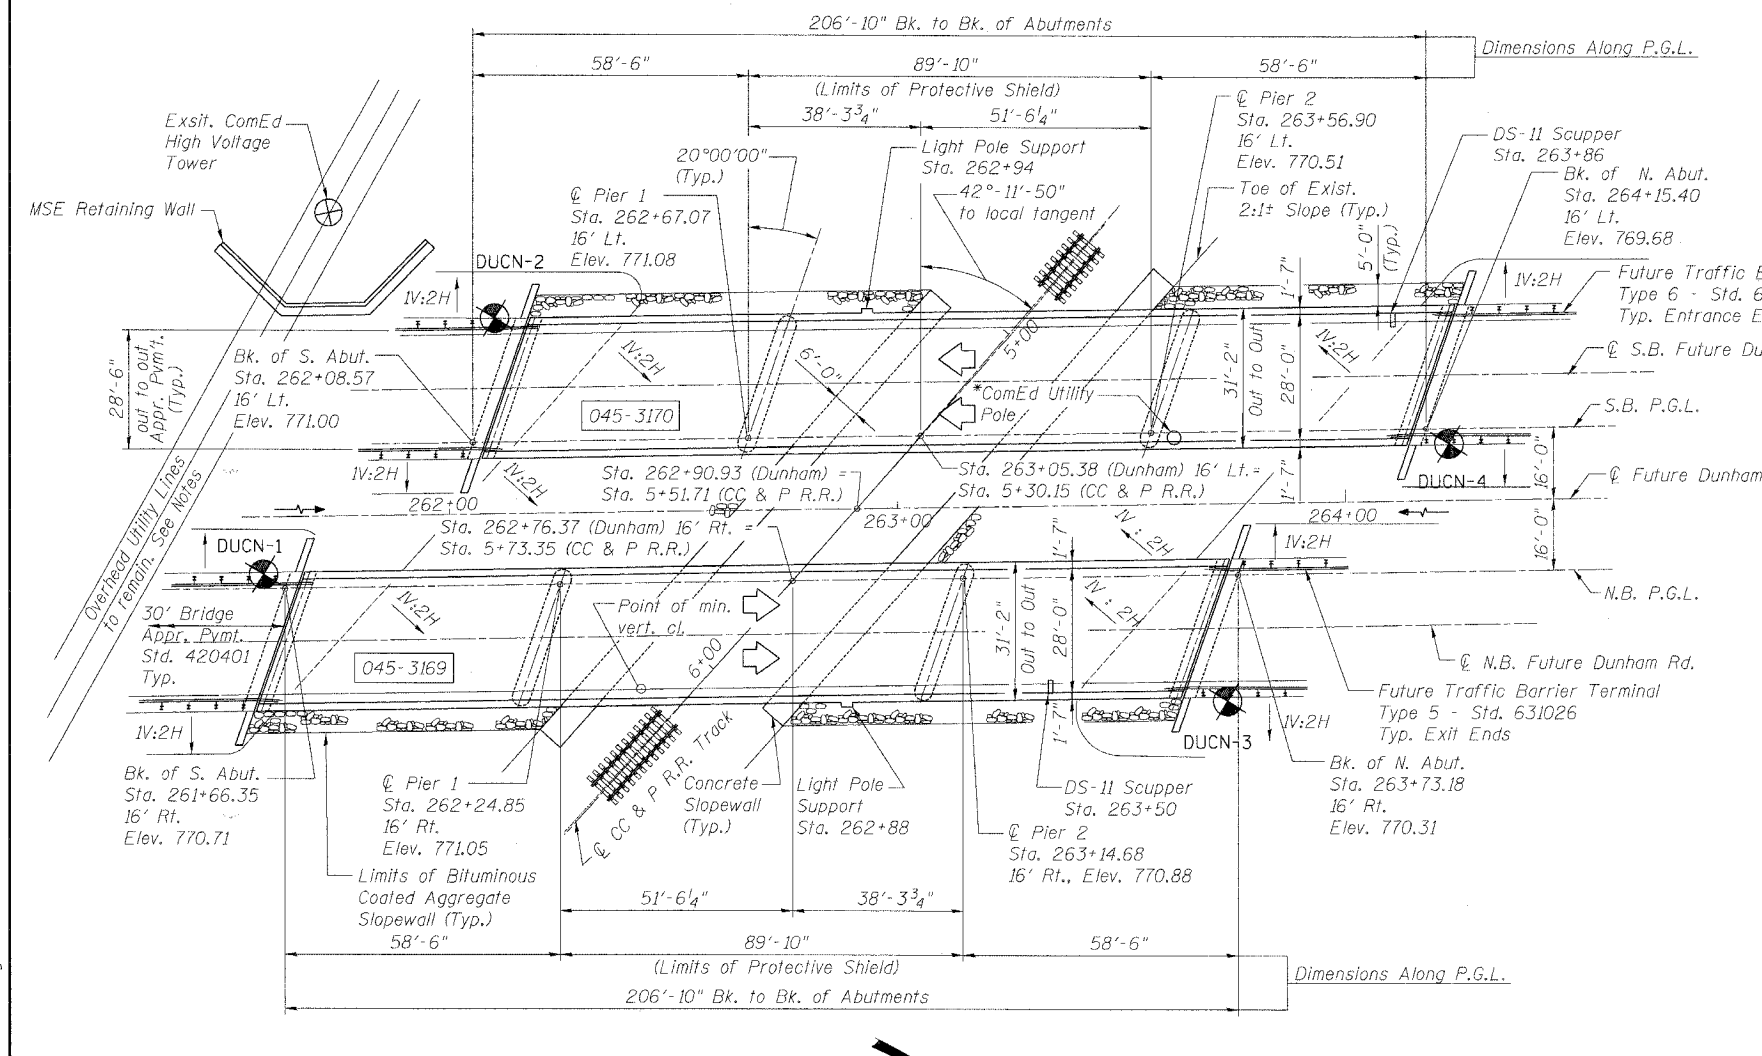 206'-10" Bk. to Bk. of Abutments
Dimensions Along P.G.L.
58'-6"
89'-10"
58'-6"
(Limits of Protective Shield)
38'-3 3/4"
51'-6 1/4"
Exsit. ComEd
High Voltage
Tower
MSE Retaining Wall
20°00'00"
(Typ.)
℄ Pier 1
Sta. 262+67.07
16' Lt.
Elev. 771.08
Light Pole Support
Sta. 262+94
42°-11'-50"
to local tangent
℄ Pier 2
Sta. 263+56.90
16' Lt.
Elev. 770.51
Toe of Exist.
2:1± Slope (Typ.)
DS-11 Scupper
Sta. 263+86
Bk. of N. Abut.
Sta. 264+15.40
16' Lt.
Elev. 769.68
5'-0"
(Typ.)
DUCN-2
1V:2H
1'-7"
1V:2H
Future Traffic
Type 6 - Std. 6
Typ. Entrance E
28'-6"
out to out
Appr. Pvm't.
(Typ.)
Bk. of S. Abut.
Sta. 262+08.57
16' Lt.
Elev. 771.00
1V:2H
6'-0"
5+00
045-3170
*ComEd Utility
Pole
31'-2"
Out to Out
28'-0"
1V:2H
℄ S.B. Future Du
S.B. P.G.L.
1V:2H
1V:2H
262+00
Sta. 262+90.93 (Dunham) =
Sta. 5+51.71 (CC & P R.R.)
Sta. 263+05.38 (Dunham) 16' Lt.=
Sta. 5+30.15 (CC & P R.R.)
1'-7"
DUCN-4
16'-0"
℄ Future Dunham
Sta. 262+76.37 (Dunham) 16' Rt. =
Sta. 5+73.35 (CC & P R.R.)
263+00
264+00
16'-0"
Overhead Utility Lines
to remain. See Notes
DUCN-1
1V:2H
1'-7"
1V : 2H
1V:2H
N.B. P.G.L.
30' Bridge
Appr. Pvmt.
Std. 420401
Typ.
1V:2H
Point of min.
vert. cl.
31'-2"
Out to Out
28'-0"
1V : 2H
045-3169
6+00
℄ N.B. Future Dunham Rd.
Future Traffic Barrier Terminal
Type 5 - Std. 631026
Typ. Exit Ends
1V:2H
1'-7"
DUCN-3
1V:2H
Bk. of S. Abut.
Sta. 261+66.35
16' Rt.
Elev. 770.71
℄ Pier 1
Sta. 262+24.85
16' Rt.
Elev. 771.05
℄ CC & P R.R. Track
Concrete
Slopewall
(Typ.)
Light Pole
Support
Sta. 262+88
DS-11 Scupper
Sta. 263+50
℄ Pier 2
Sta. 263+14.68
16' Rt., Elev. 770.88
Bk. of N. Abut.
Sta. 263+73.18
16' Rt.
Elev. 770.31
Limits of Bituminous
Coated Aggregate
Slopewall (Typ.)
51'-6 1/4"
38'-3 3/4"
58'-6"
89'-10"
58'-6"
(Limits of Protective Shield)
206'-10" Bk. to Bk. of Abutments
Dimensions Along P.G.L.